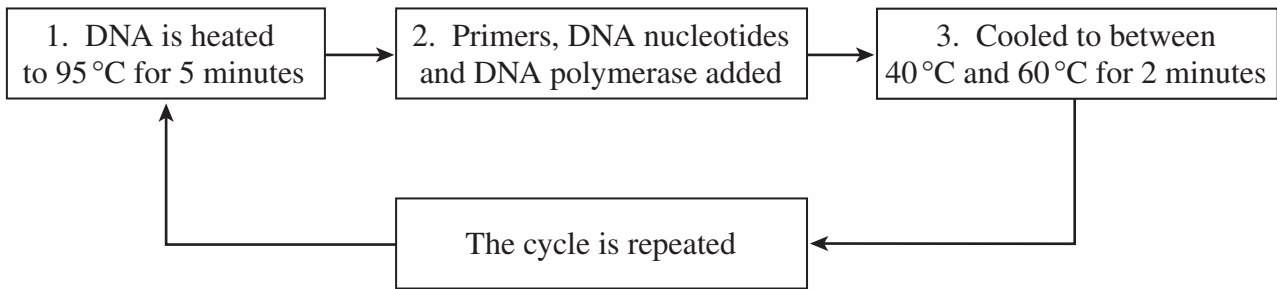 1. DNA is heated
to 95 °C for 5 minutes
2. Primers, DNA nucleotides
and DNA polymerase added
3. Cooled to between
40 °C and 60 °C for 2 minutes
The cycle is repeated